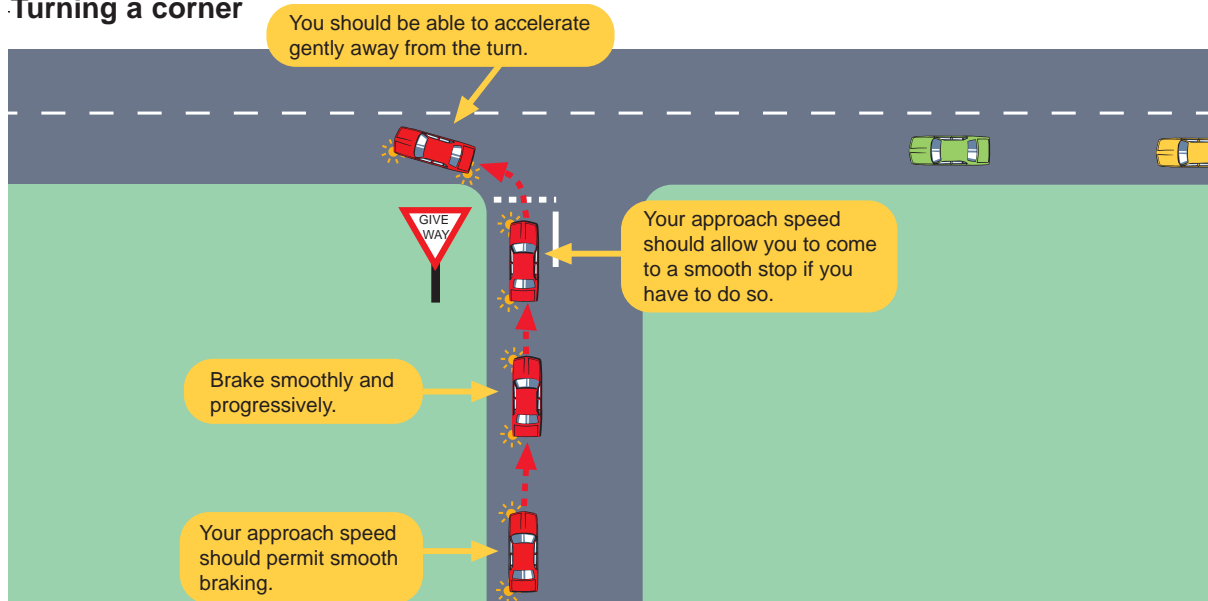 Turning a corner
You should be able to accelerate
gently away from the turn.
GIVE
WAY
Your approach speed
should allow you to come
to a smooth stop if you
have to do so.
Brake smoothly and
progressively.
Your approach speed
should permit smooth
braking.